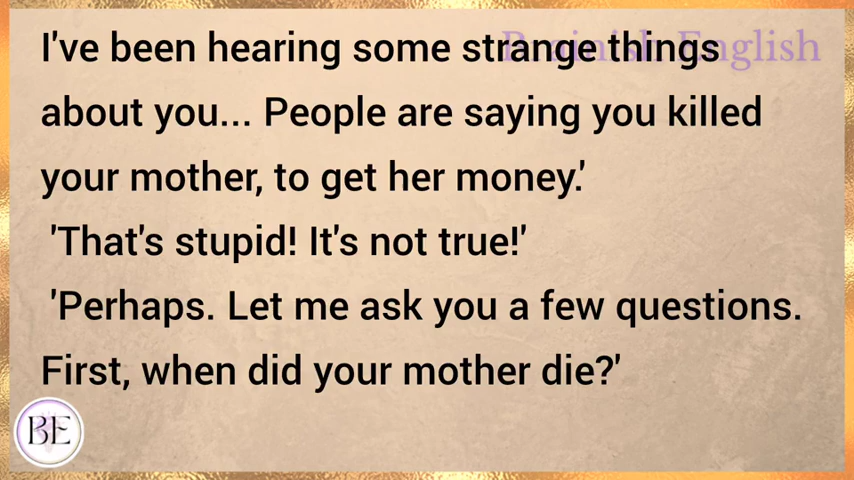 Brainish English
I've been hearing some strange things
about you... People are saying you killed
your mother, to get her money.'
'That's stupid! It's not true!'
'Perhaps. Let me ask you a few questions.
First, when did your mother die?'
BE